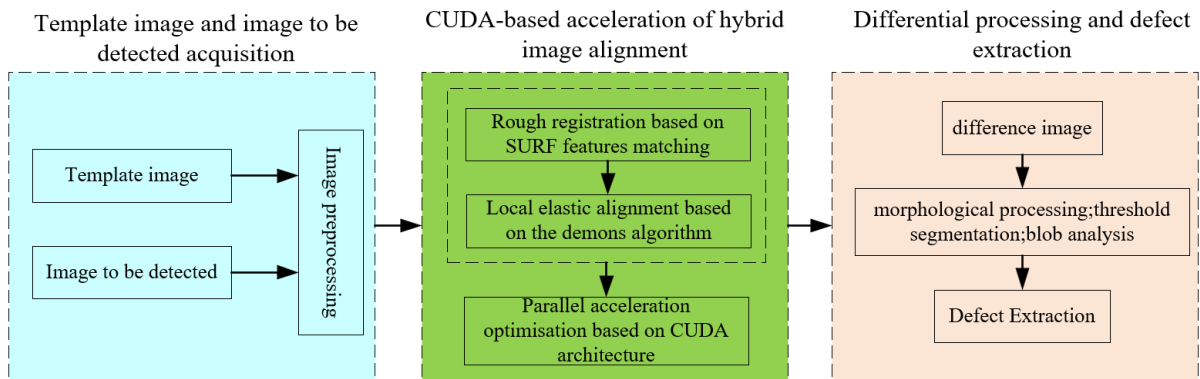 Template image and image to be
detected acquisition
Template image
Image to be detected
Image preprocessing
CUDA-based acceleration of hybrid
image alignment
Rough registration based on
SURF features matching
Local elastic alignment based
on the demons algorithm
Parallel acceleration
optimisation based on CUDA
architecture
Differential processing and defect
extraction
difference image
morphological processing;threshold
segmentation;blob analysis
Defect Extraction